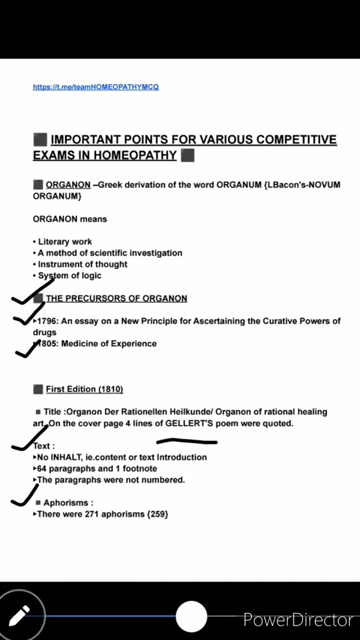 https://t.me/teamHOMEOPATHYMCQ
IMPORTANT POINTS FOR VARIOUS COMPETITIVE
EXAMS IN HOMEOPATHY
ORGANON –Greek derivation of the word ORGANUM {LBacon's-NOVUM
ORGANUM}
ORGANON means
• Literary work
• A method of scientific investigation
• Instrument of thought
• System of logic
THE PRECURSORS OF ORGANON
▸1796: An essay on a New Principle for Ascertaining the Curative Powers of
drugs
▸1805: Medicine of Experience
First Edition (1810)
Title :Organon Der Rationellen Heilkunde/ Organon of rational healing
art. On the cover page 4 lines of GELLERT'S poem were quoted.
Text :
▸No INHALT, ie.content or text Introduction
▸64 paragraphs and 1 footnote
▸The paragraphs were not numbered.
Aphorisms :
▸There were 271 aphorisms {259}
PowerDirector